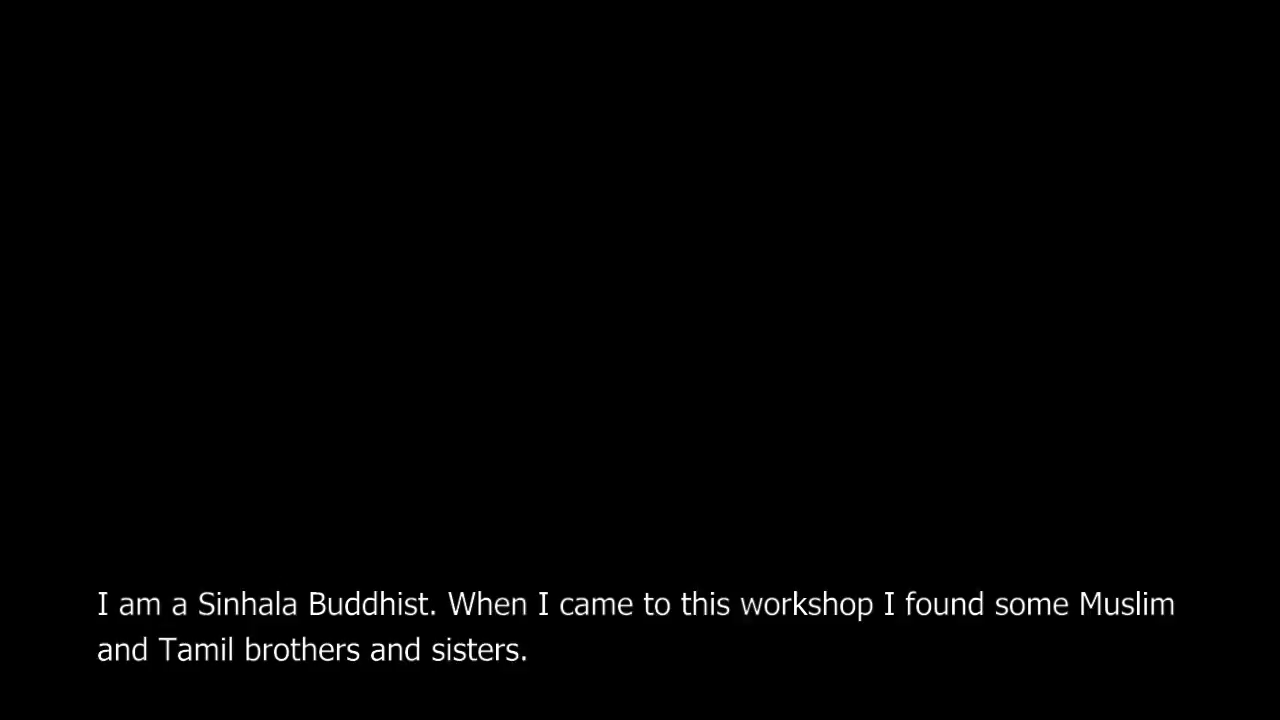 I am a Sinhala Buddhist. When I came to this workshop I found some Muslim
and Tamil brothers and sisters.